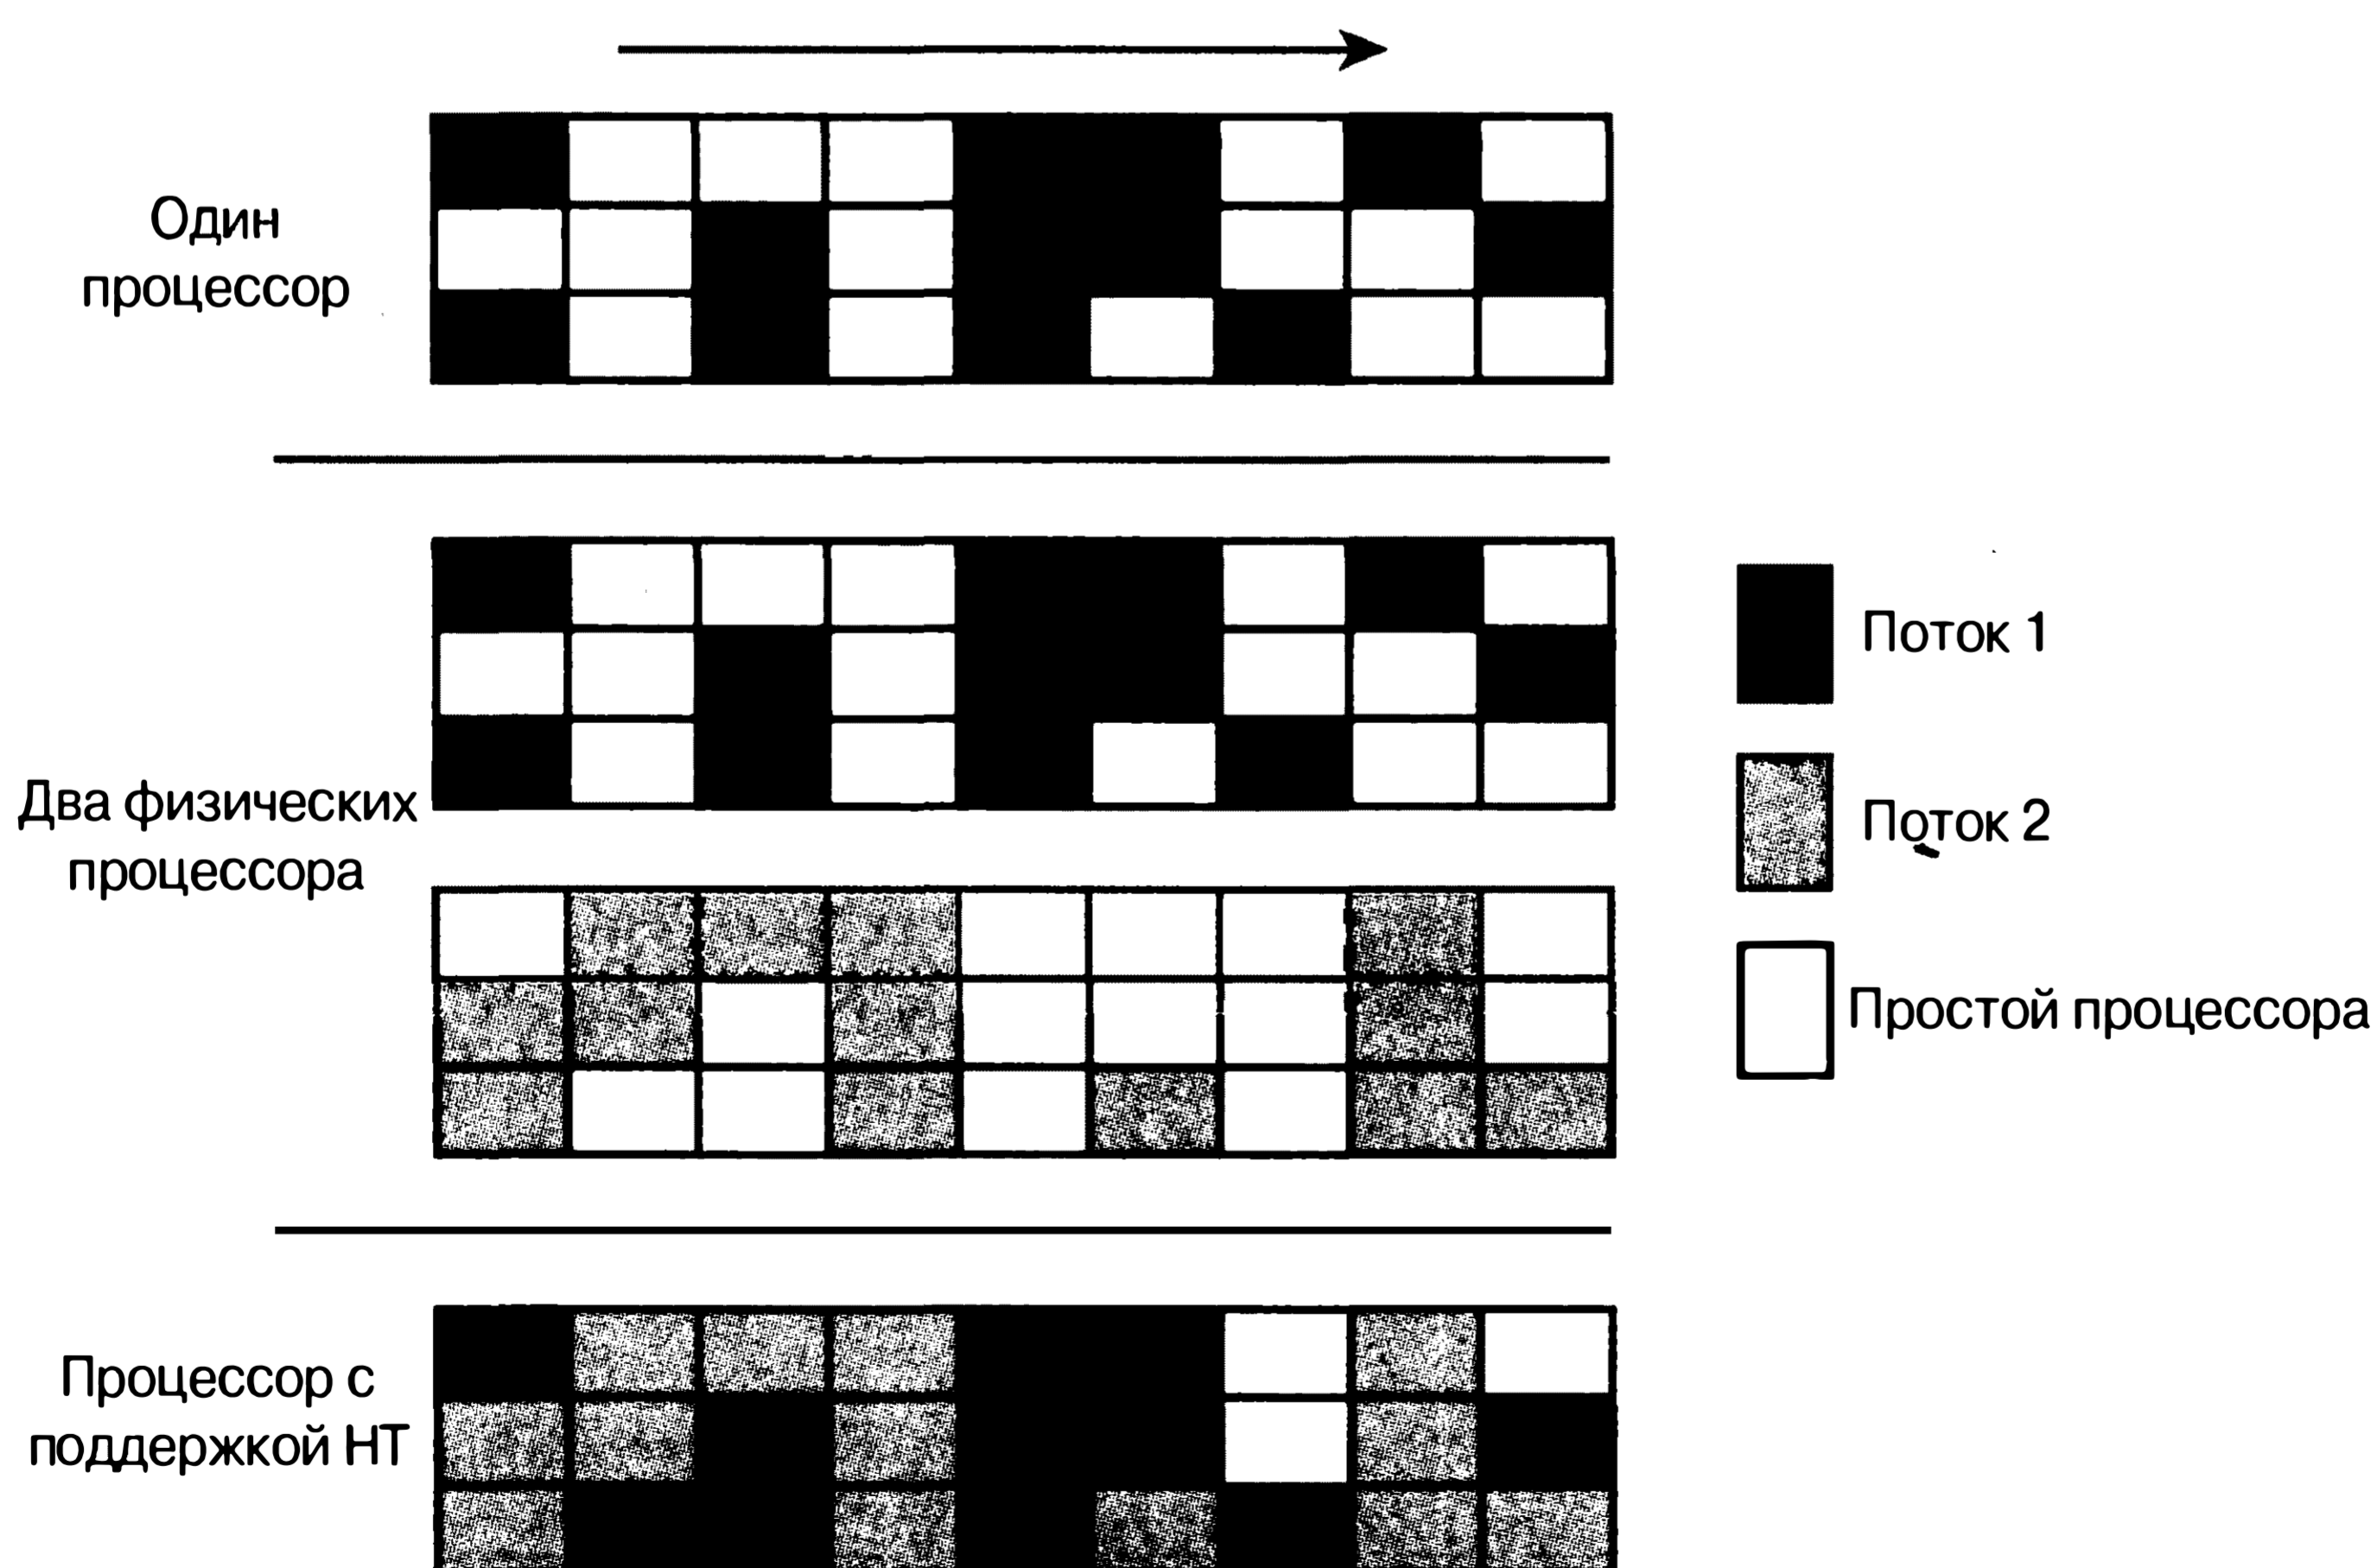 Один
процессор
Два физических
процессора
Поток 1
Поток 2
Простой процессора
Процессор с
поддержкой НТ